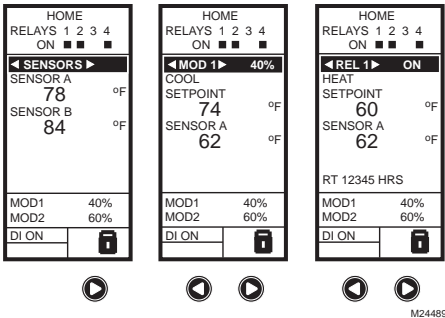 HOME
RELAYS 1 2 3 4
ON ■ ■ ■
◄ SENSORS ►
SENSOR A
78 ºF
SENSOR B
84 ºF
MOD1 40%
MOD2 60%
DI ON
HOME
RELAYS 1 2 3 4
ON ■ ■ ■
◄ MOD 1► 40%
COOL
SETPOINT
74 ºF
SENSOR A
62 ºF
MOD1 40%
MOD2 60%
DI ON
HOME
RELAYS 1 2 3 4
ON ■ ■ ■
◄ REL 1► ON
HEAT
SETPOINT
60 ºF
SENSOR A
62 ºF
RT 12345 HRS
MOD1 40%
MOD2 60%
DI ON
M24489